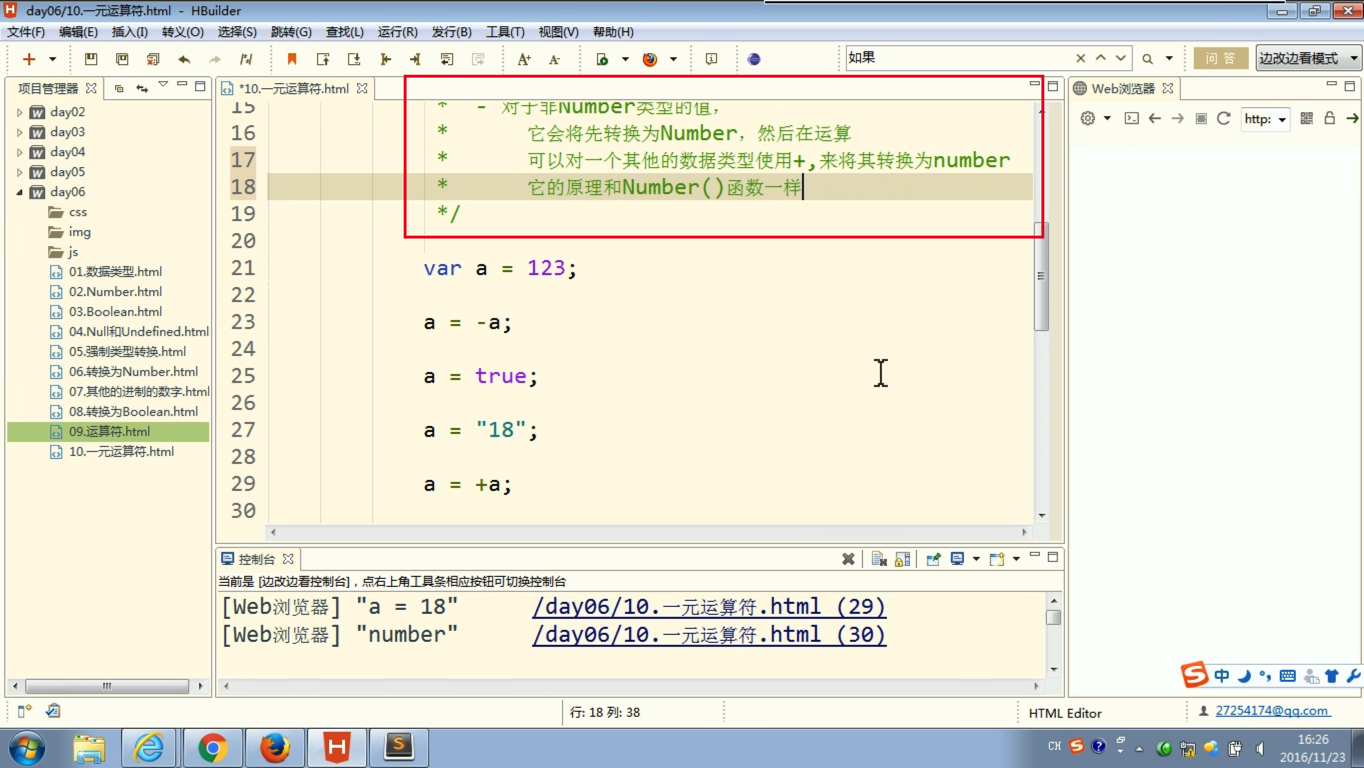 day06/10.一元运算符.html - HBuilder
文件(F) 编辑(E) 插入(I) 转义(O) 选择(S) 跳转(G) 查找(L) 运行(R) 发行(B) 工具(T) 视图(V) 帮助(H)
如果
问 答
边改边看模式
项目管理器
day02
day03
day04
day05
day06
css
img
js
01.数据类型.html
02.Number.html
03.Boolean.html
04.Null和Undefined.html
05.强制类型转换.html
06.转换为Number.html
07.其他的进制的数字.html
08.转换为Boolean.html
09.运算符.html
10.一元运算符.html
*10.一元运算符.html
15 * - 对于非Number类型的值，
16 * 它会将先转换为Number，然后在运算
17 * 可以对一个其他的数据类型使用+,来将其转换为number
18 * 它的原理和Number()函数一样
19 */
20
21 var a = 123;
22
23 a = -a;
24
25 a = true;
26
27 a = "18";
28
29 a = +a;
30
控制台
当前是 [边改边看控制台]，点右上角工具条相应按钮可切换控制台
[Web浏览器] "a = 18" /day06/10.一元运算符.html (29)
[Web浏览器] "number" /day06/10.一元运算符.html (30)
Web浏览器
http:
中
行: 18 列: 38
HTML Editor
27254174@qq.com
CH
16:26
2016/11/23